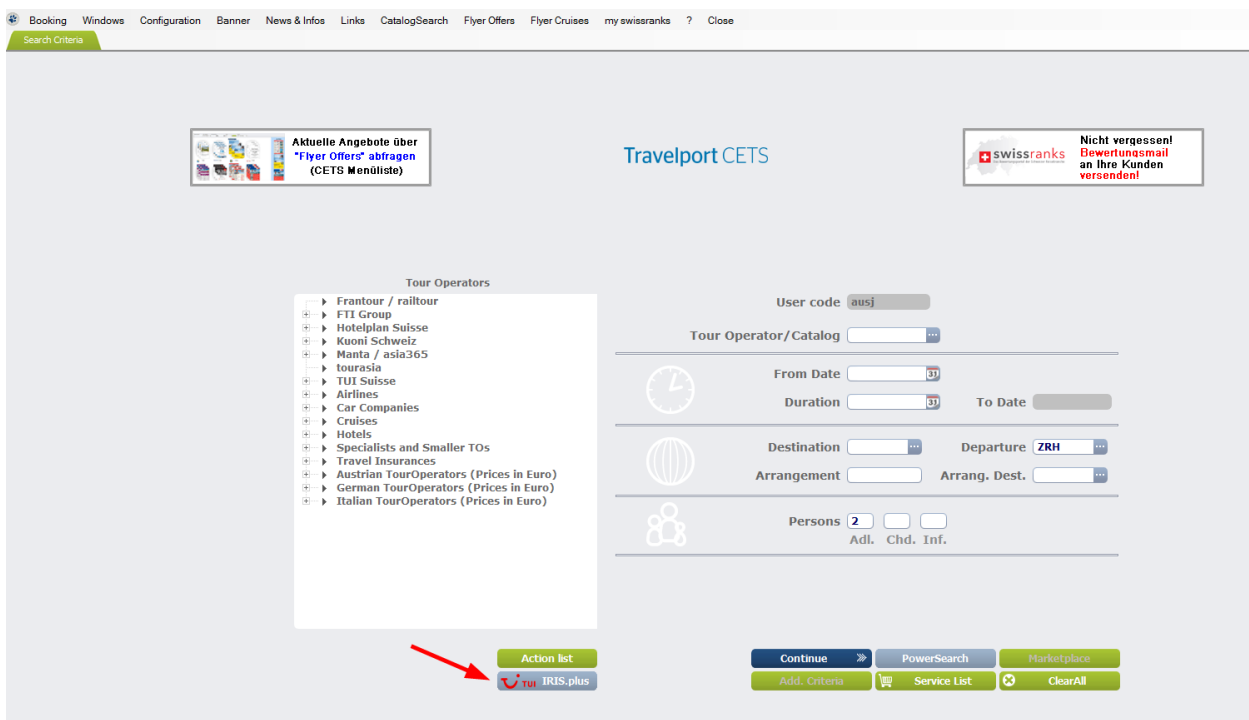 Booking Windows Configuration Banner News & Infos Links CatalogSearch Flyer Offers Flyer Cruises my swissranks ? Close
Search Criteria
Aktuelle Angebote über
"Flyer Offers" abfragen
(CETS Menüliste)
Travelport CETS
swissranks
Nicht vergessen!
Bewertungsmail
an Ihre Kunden
versenden!
Tour Operators
Frantour / railtour
FTI Group
Hotelplan Suisse
Kuoni Schweiz
Manta / asia365
tourasia
TUI Suisse
Airlines
Car Companies
Cruises
Hotels
Specialists and Smaller TOs
Travel Insurances
Austrian TourOperators (Prices in Euro)
German TourOperators (Prices in Euro)
Italian TourOperators (Prices in Euro)
User code ausj
Tour Operator/Catalog ...
From Date 31
Duration 31 To Date
Destination ... Departure ZRH ...
Arrangement Arrang. Dest. ...
Persons 2
Adl. Chd. Inf.
Action list
TUI IRIS.plus
Continue PowerSearch Marketplace
Add. Criteria Service List ClearAll